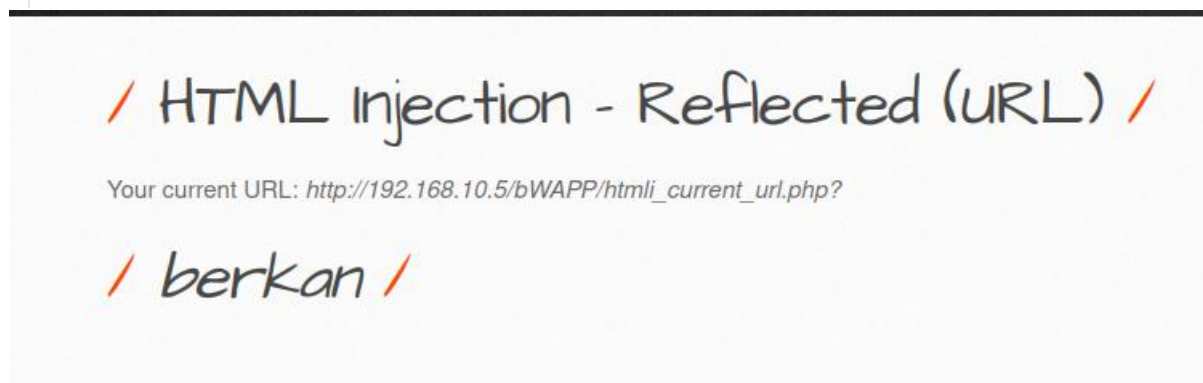 / HTML Injection - Reflected (URL) /
Your current URL: http://192.168.10.5/bWAPP/htmli_current_url.php?
/ berkan /